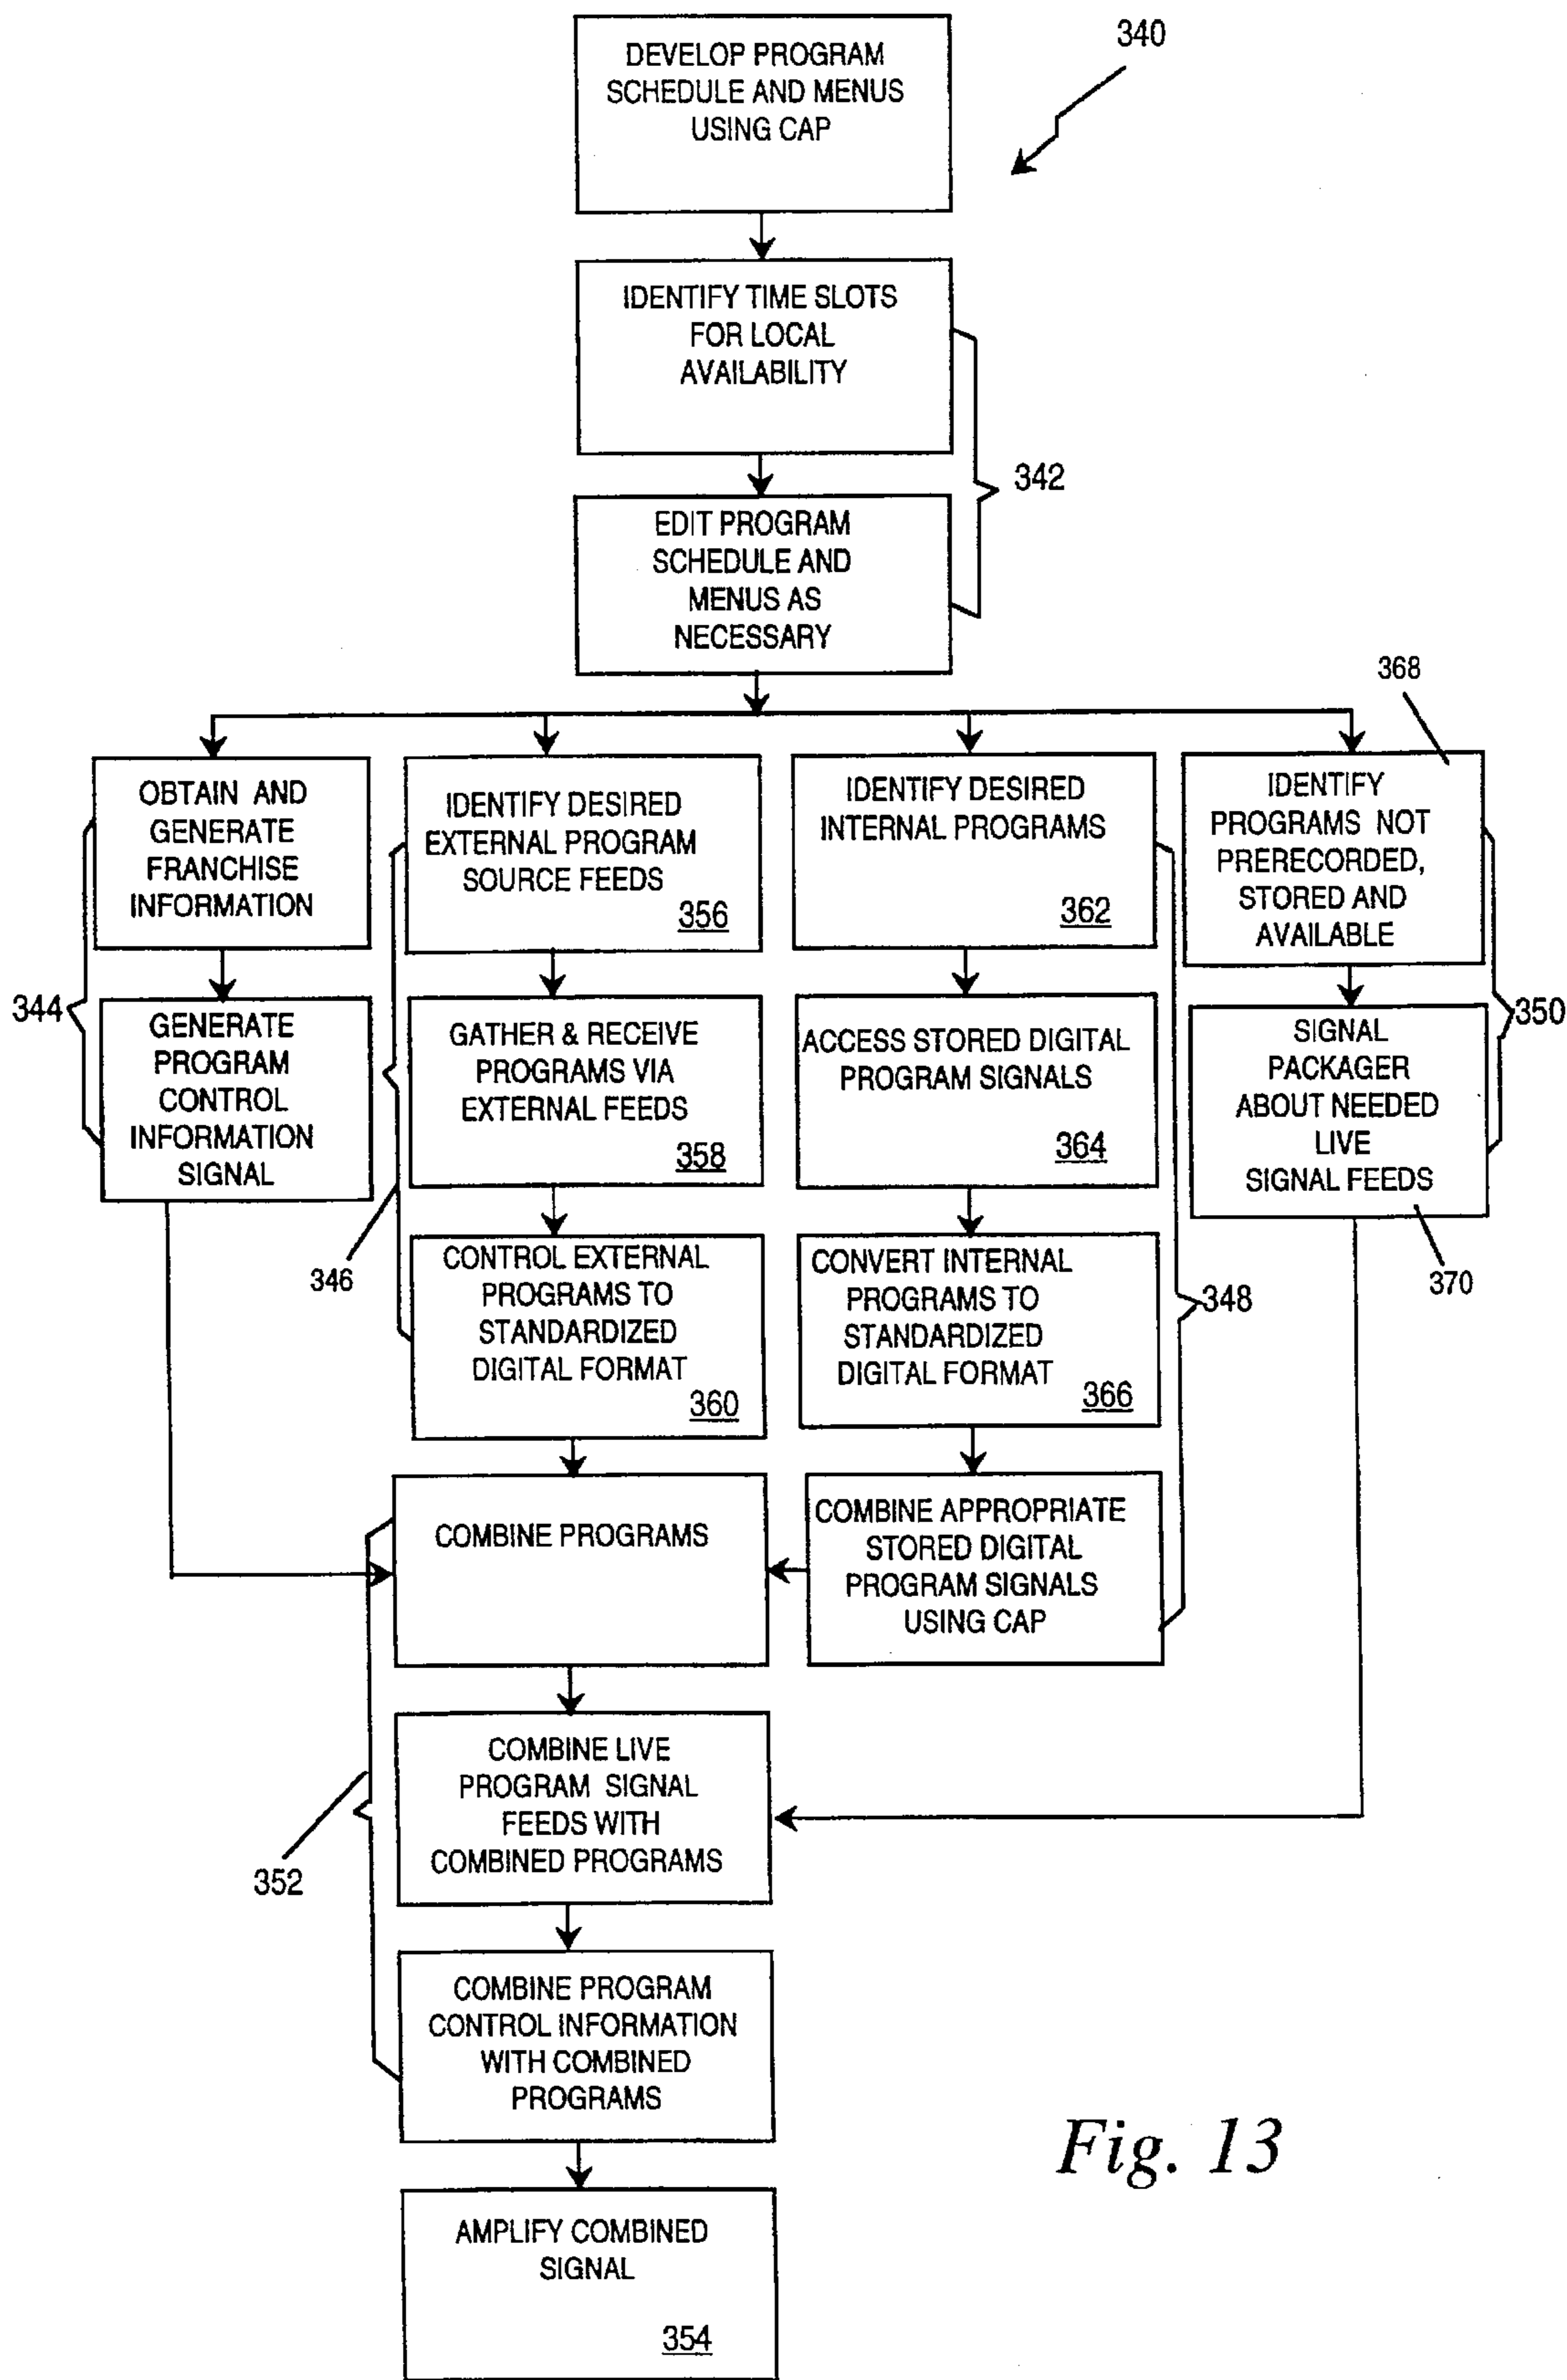 DEVELOP PROGRAM
SCHEDULE AND MENUS
USING CAP
340
IDENTIFY TIME SLOTS
FOR LOCAL
AVAILABILITY
342
EDIT PROGRAM
SCHEDULE AND
MENUS AS
NECESSARY
368
OBTAIN AND
GENERATE
FRANCHISE
INFORMATION
IDENTIFY DESIRED
EXTERNAL PROGRAM
SOURCE FEEDS
356
IDENTIFY DESIRED
INTERNAL PROGRAMS
362
IDENTIFY
PROGRAMS NOT
PRERECORDED,
STORED AND
AVAILABLE
344
350
GENERATE
PROGRAM
CONTROL
INFORMATION
SIGNAL
GATHER & RECEIVE
PROGRAMS VIA
EXTERNAL FEEDS
358
ACCESS STORED DIGITAL
PROGRAM SIGNALS
364
SIGNAL
PACKAGER
ABOUT NEEDED
LIVE
SIGNAL FEEDS
346
370
348
CONTROL EXTERNAL
PROGRAMS TO
STANDARDIZED
DIGITAL FORMAT
360
CONVERT INTERNAL
PROGRAMS TO
STANDARDIZED
DIGITAL FORMAT
366
COMBINE PROGRAMS
COMBINE APPROPRIATE
STORED DIGITAL
PROGRAM SIGNALS
USING CAP
COMBINE LIVE
PROGRAM SIGNAL
FEEDS WITH
COMBINED PROGRAMS
352
COMBINE PROGRAM
CONTROL INFORMATION
WITH COMBINED
PROGRAMS
Fig. 13
AMPLIFY COMBINED
SIGNAL
354